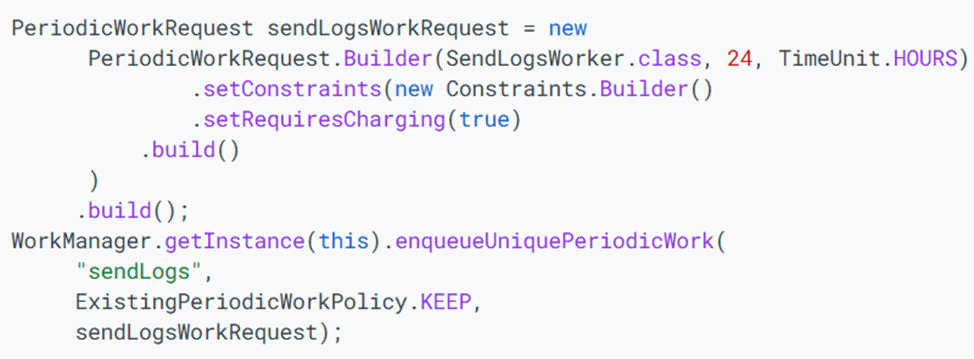 PeriodicWorkRequest sendLogsWorkRequest = new
PeriodicWorkRequest.Builder(SendLogsWorker.class, 24, TimeUnit.HOURS)
.setConstraints(new Constraints.Builder()
.setRequiresCharging(true)
.build()
)
.build();
WorkManager.getInstance(this).enqueueUniquePeriodicWork(
"sendLogs",
ExistingPeriodicWorkPolicy.KEEP,
sendLogsWorkRequest);